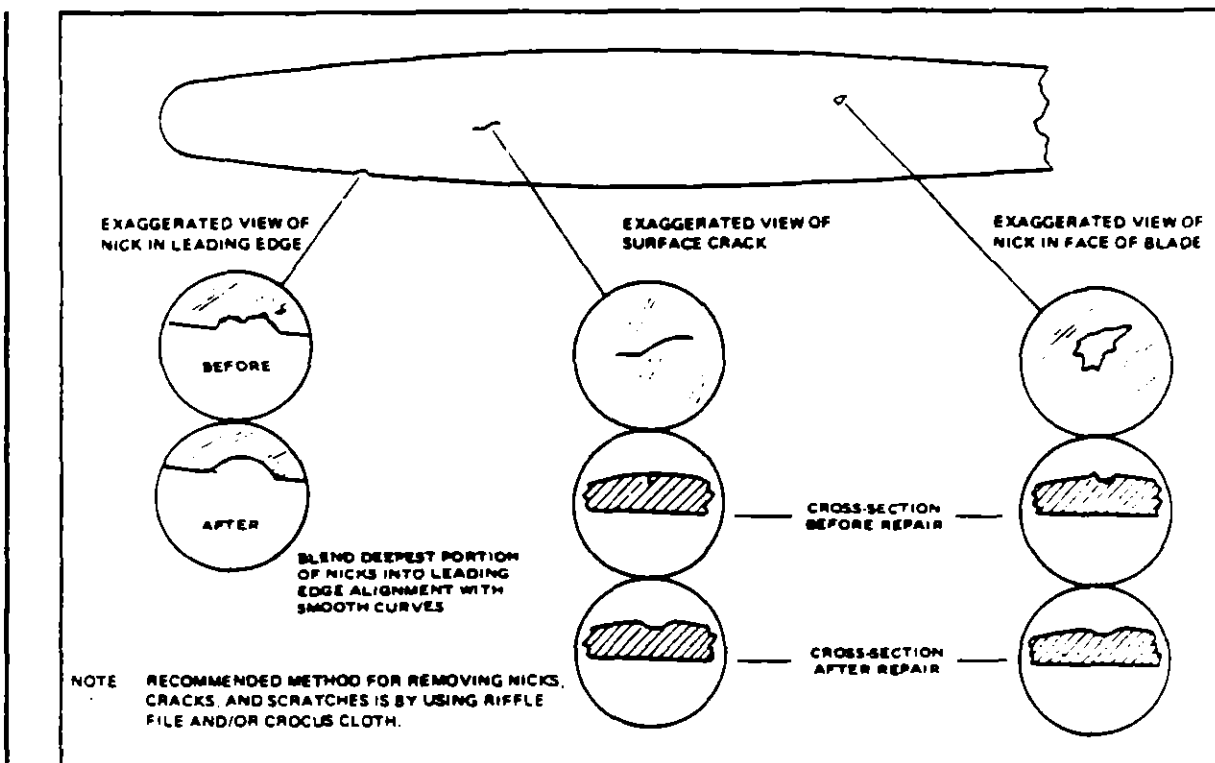 EXAGGERATED VIEW OF
NICK IN LEADING EDGE
EXAGGERATED VIEW OF
SURFACE CRACK
EXAGGERATED VIEW OF
NICK IN FACE OF BLADE
BEFORE
AFTER
BLEND DEEPEST PORTION
OF NICKS INTO LEADING
EDGE ALIGNMENT WITH
SMOOTH CURVES
CROSS-SECTION
BEFORE REPAIR
CROSS-SECTION
AFTER REPAIR
NOTE RECOMMENDED METHOD FOR REMOVING NICKS,
CRACKS, AND SCRATCHES IS BY USING RIFFLE
FILE AND/OR CROCUS CLOTH.